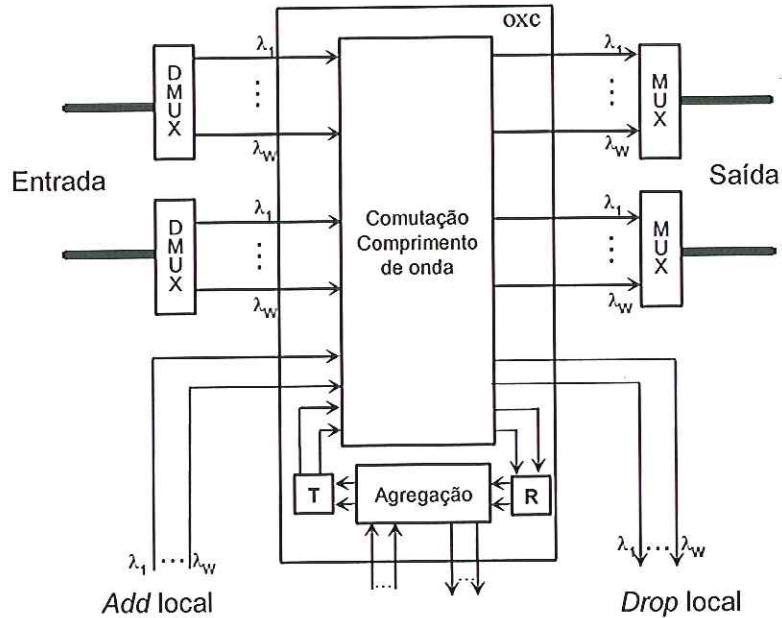 OXC
λ1
⋮
λW
DMUX
λ1
⋮
λW
MUX
Entrada
Saída
λ1
⋮
λW
DMUX
Comutação
Comprimento
de onda
λ1
⋮
λW
MUX
T
Agregação
R
λ1 ... λW
Add local
...
...
λ1 ... λW
Drop local